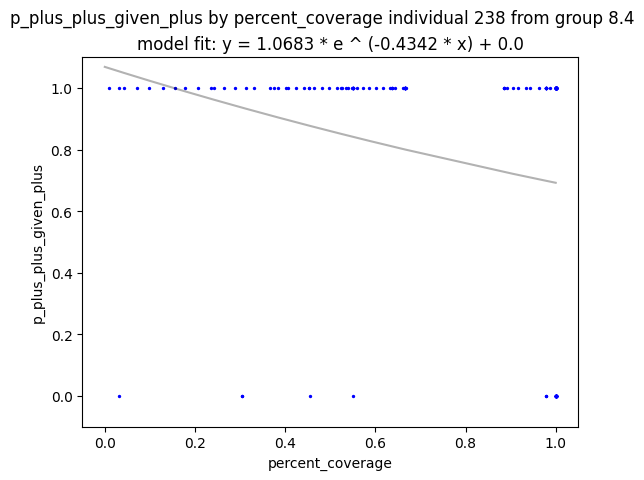 p_plus_plus_given_plus by percent_coverage individual 238 from group 8.4
model fit: y = 1.0683 * e ^ (-0.4342 * x) + 0.0
1.0
0.8
0.6
0.4
0.2
0.0
p_plus_plus_given_plus
0.0 0.2 0.4 0.6 0.8 1.0
percent_coverage